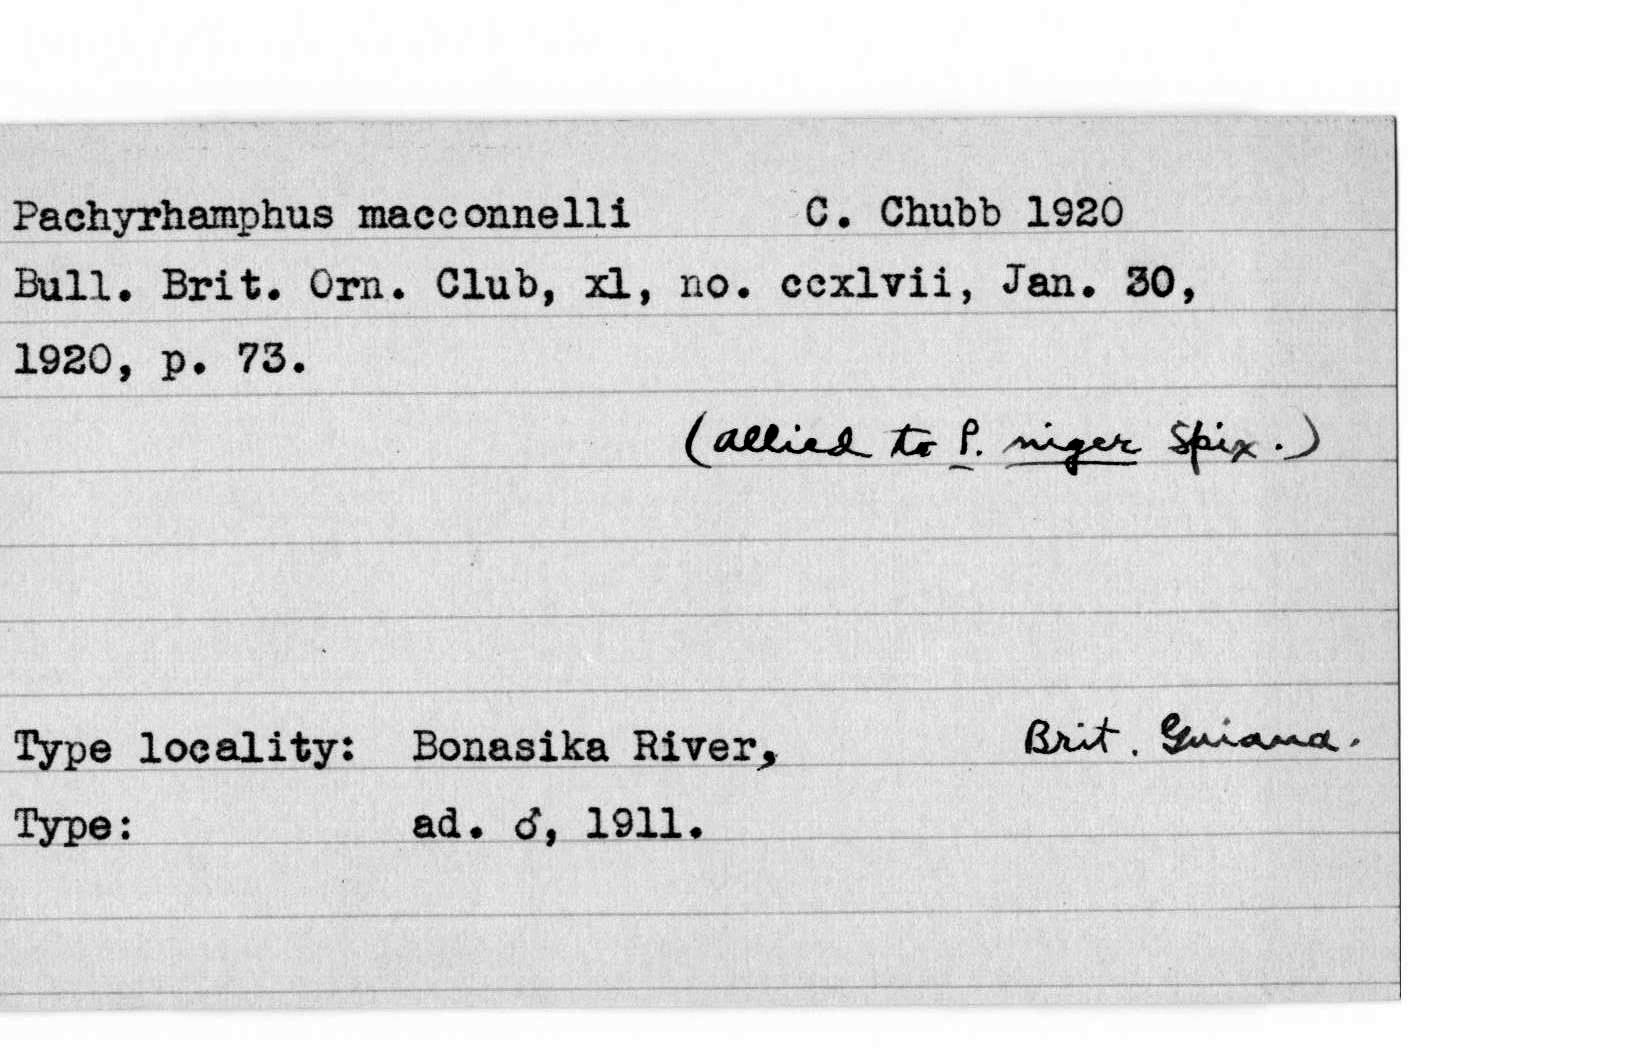 Pachyrhamphus macconnelli C. Chubb 1920
Bull. Brit. Orn. Club, xl, no. ccxlvii, Jan. 30,
1920, p. 73.
(allied to P. niger Spix.)
Type locality: Bonasika River, Brit. Guiana.
Type: ad. ♂, 1911.